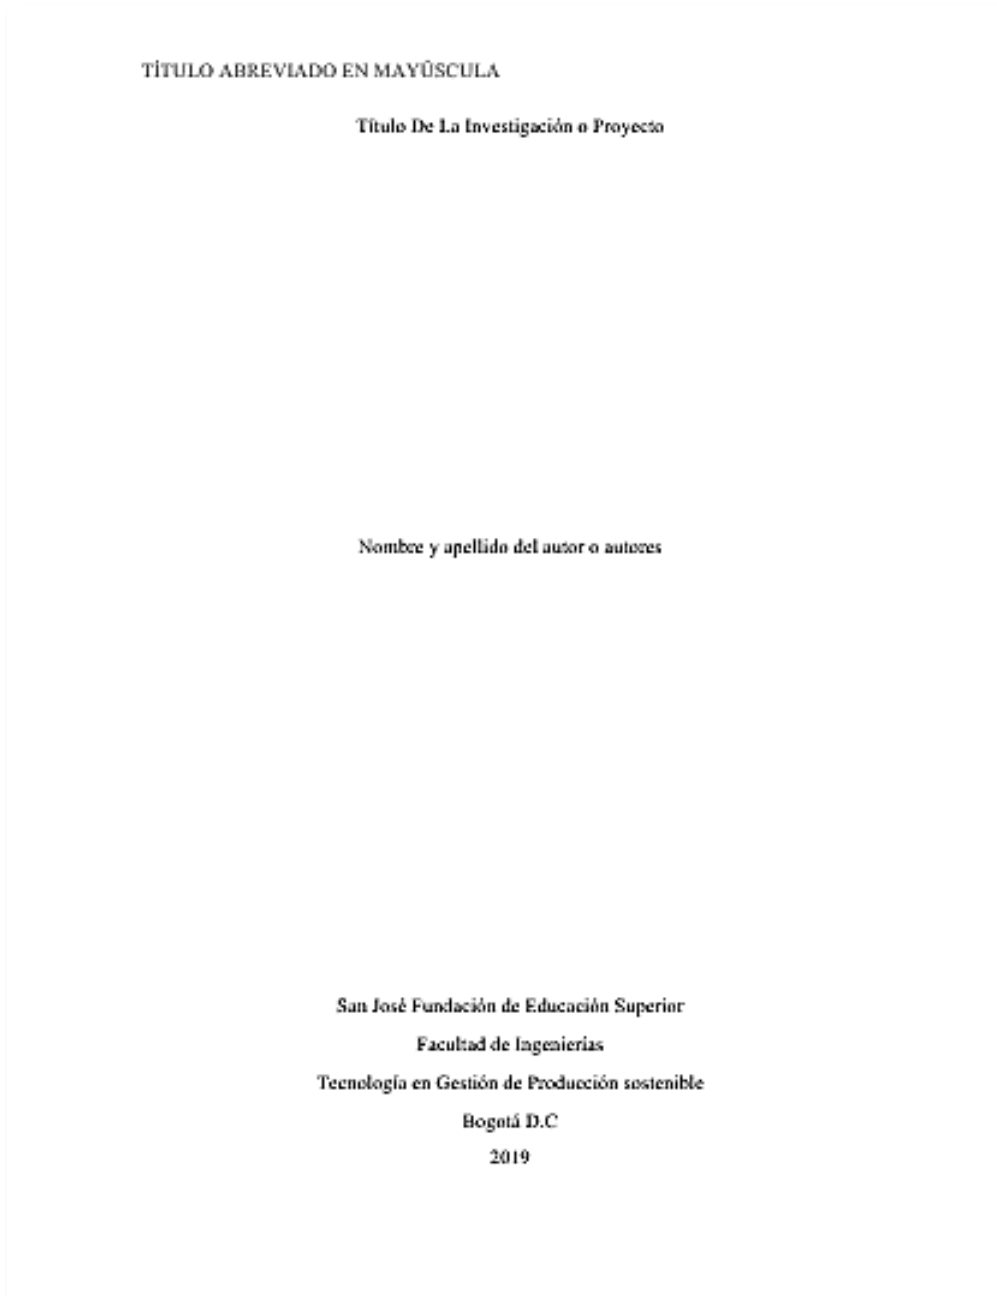 TÍTULO ABREVIADO EN MAYÚSCULA
Título De La Investigación o Proyecto
Nombre y apellido del autor o autores
San José Fundación de Educación Superior
Facultad de Ingenierías
Tecnología en Gestión de Producción sostenible
Bogotá D.C
2019